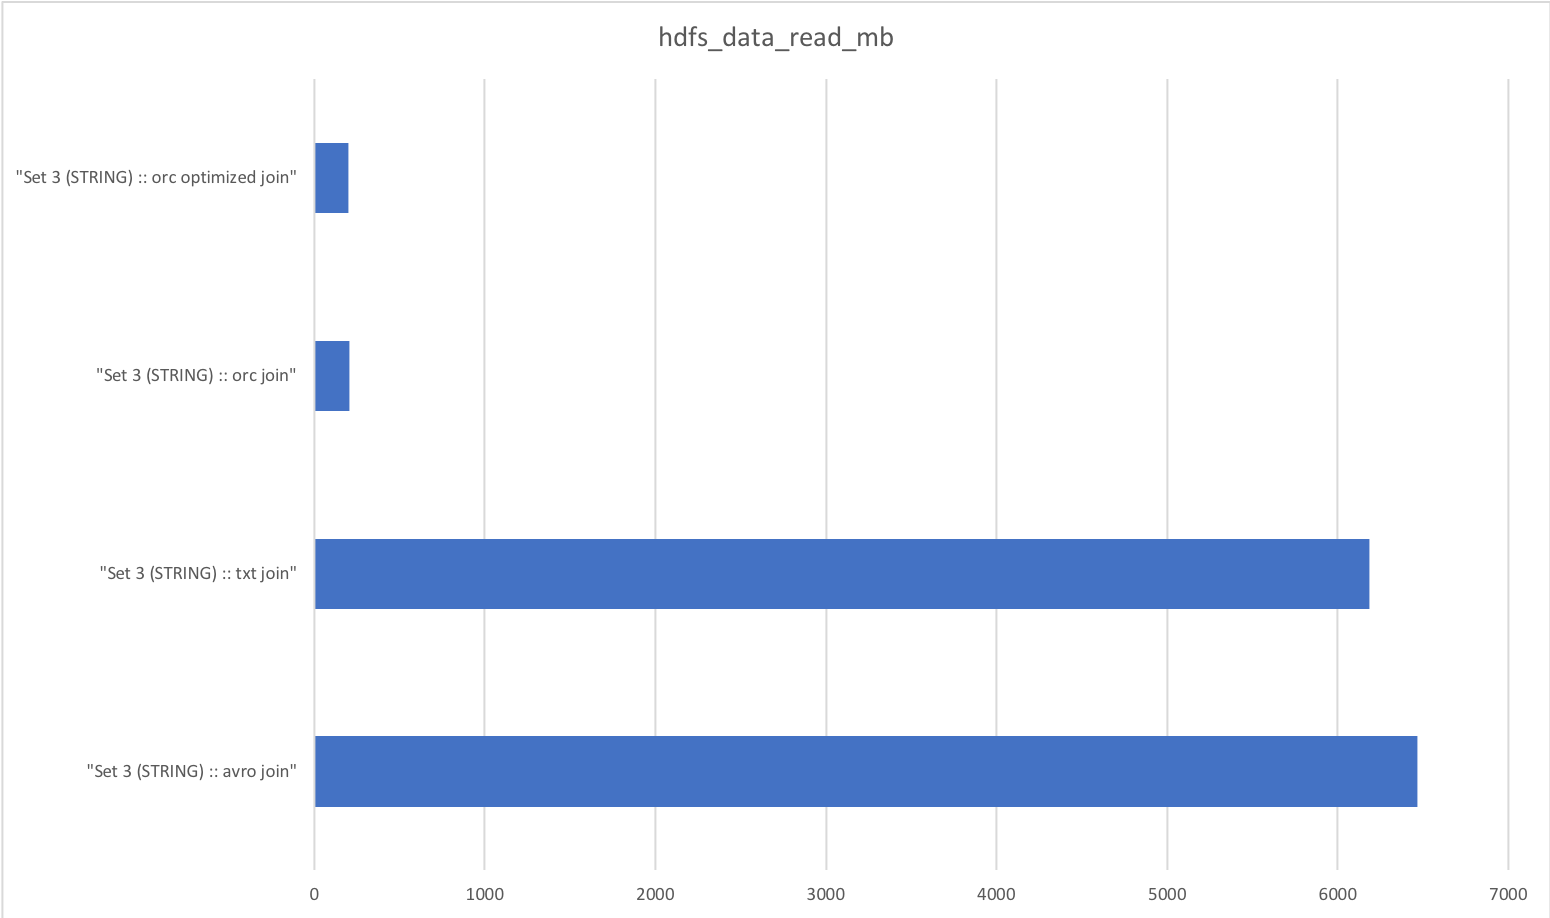 hdfs_data_read_mb
"Set 3 (STRING) :: orc optimized join"
"Set 3 (STRING) :: orc join"
"Set 3 (STRING) :: txt join"
"Set 3 (STRING) :: avro join"
0 1000 2000 3000 4000 5000 6000 7000